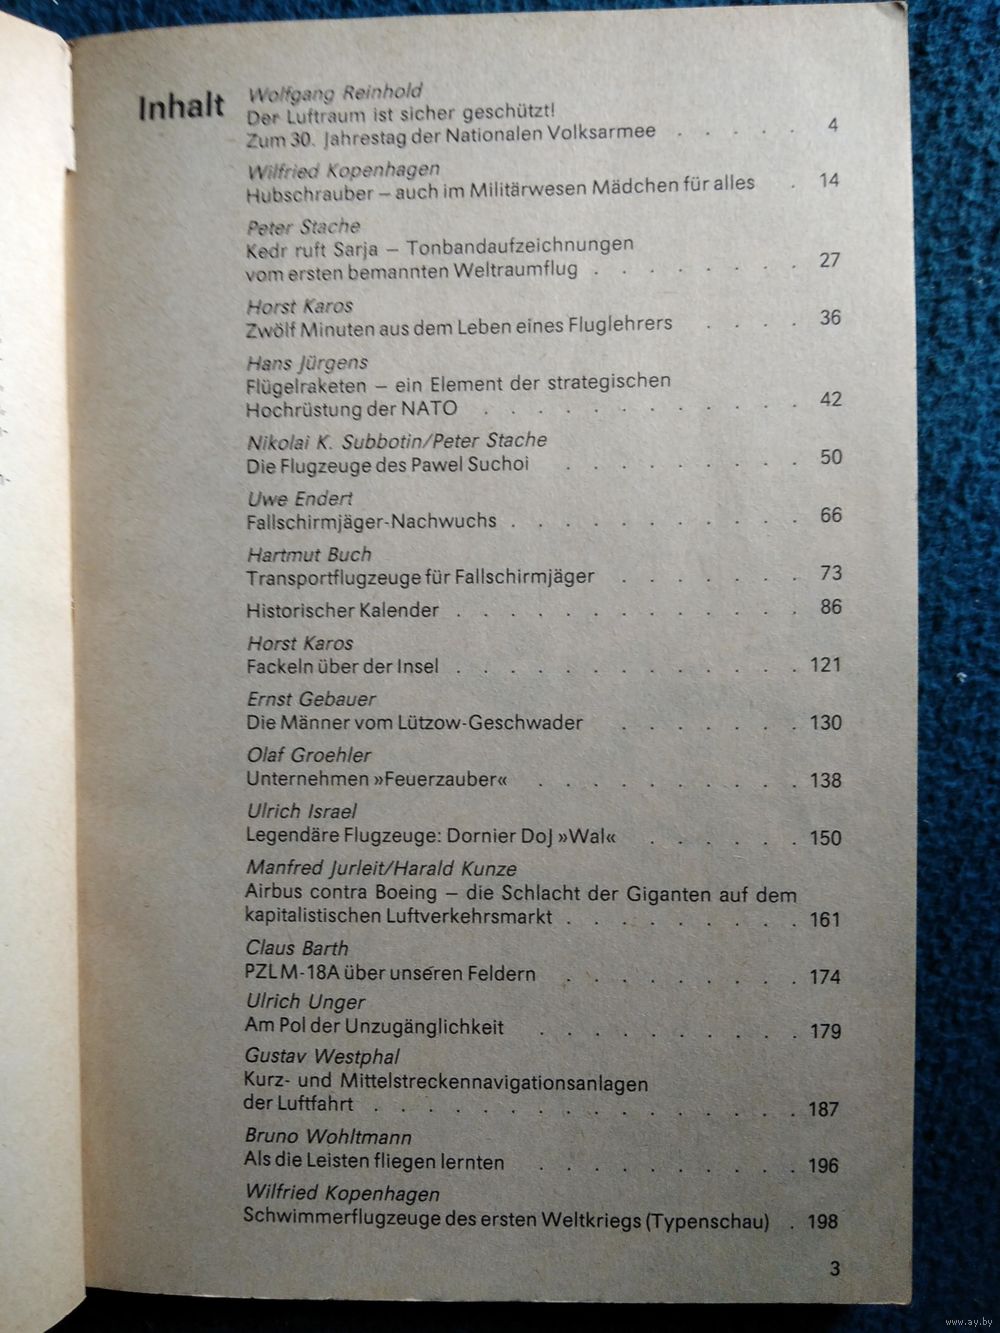 Inhalt
Wolfgang Reinhold
Der Luftraum ist sicher geschützt!
Zum 30. Jahrestag der Nationalen Volksarmee . . . . . 4
Wilfried Kopenhagen
Hubschrauber – auch im Militärwesen Mädchen für alles . 14
Peter Stache
Kedr ruft Sarja – Tonbandaufzeichnungen
vom ersten bemannten Weltraumflug . . . . . . . . 27
Horst Karos
Zwölf Minuten aus dem Leben eines Fluglehrers . . . . 36
Hans Jürgens
Flügelraketen – ein Element der strategischen
Hochrüstung der NATO . . . . . . . . . . . . 42
Nikolai K. Subbotin/Peter Stache
Die Flugzeuge des Pawel Suchoi . . . . . . . . . 50
Uwe Endert
Fallschirmjäger-Nachwuchs . . . . . . . . . . . 66
Hartmut Buch
Transportflugzeuge für Fallschirmjäger . . . . . . . 73
Historischer Kalender . . . . . . . . . . . . . 86
Horst Karos
Fackeln über der Insel . . . . . . . . . . . . . 121
Ernst Gebauer
Die Männer vom Lützow-Geschwader . . . . . . . 130
Olaf Groehler
Unternehmen »Feuerzauber« . . . . . . . . . . 138
Ulrich Israel
Legendäre Flugzeuge: Dornier DoJ »Wal« . . . . . . 150
Manfred Jurleit/Harald Kunze
Airbus contra Boeing – die Schlacht der Giganten auf dem
kapitalistischen Luftverkehrsmarkt . . . . . . . . . 161
Claus Barth
PZL M-18A über unseren Feldern . . . . . . . . . 174
Ulrich Unger
Am Pol der Unzugänglichkeit . . . . . . . . . . 179
Gustav Westphal
Kurz- und Mittelstreckennavigationsanlagen
der Luftfahrt . . . . . . . . . . . . . . . . 187
Bruno Wohltmann
Als die Leisten fliegen lernten . . . . . . . . . . 196
Wilfried Kopenhagen
Schwimmerflugzeuge des ersten Weltkriegs (Typenschau) . 198
3
www.ay.by